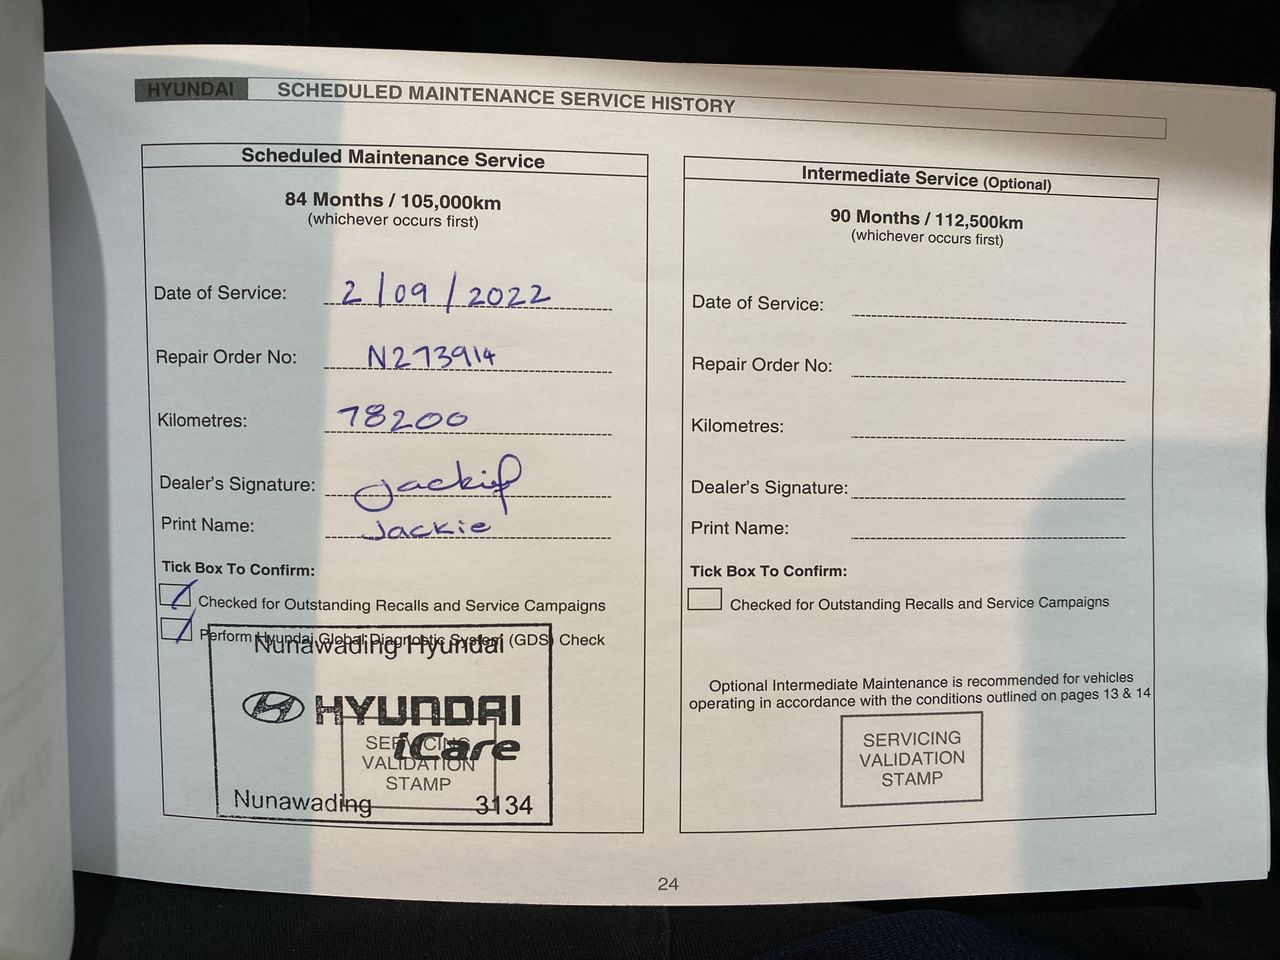 HYUNDAI SCHEDULED MAINTENANCE SERVICE HISTORY
Scheduled Maintenance Service
84 Months / 105,000km
(whichever occurs first)
Date of Service: 2/09/2022
Repair Order No: N273914
Kilometres: 78200
Dealer's Signature: Jackie
Print Name: Jackie
Tick Box To Confirm:
Checked for Outstanding Recalls and Service Campaigns
Perform Hyundai Global Diagnostic System (GDS) Check
Nunawading Hyundai
HYUNDAI
iCare
SERVICING
VALIDATION
STAMP
Nunawading 3134
Intermediate Service (Optional)
90 Months / 112,500km
(whichever occurs first)
Date of Service:
Repair Order No:
Kilometres:
Dealer's Signature:
Print Name:
Tick Box To Confirm:
Checked for Outstanding Recalls and Service Campaigns
Optional Intermediate Maintenance is recommended for vehicles
operating in accordance with the conditions outlined on pages 13 & 14
SERVICING
VALIDATION
STAMP
24